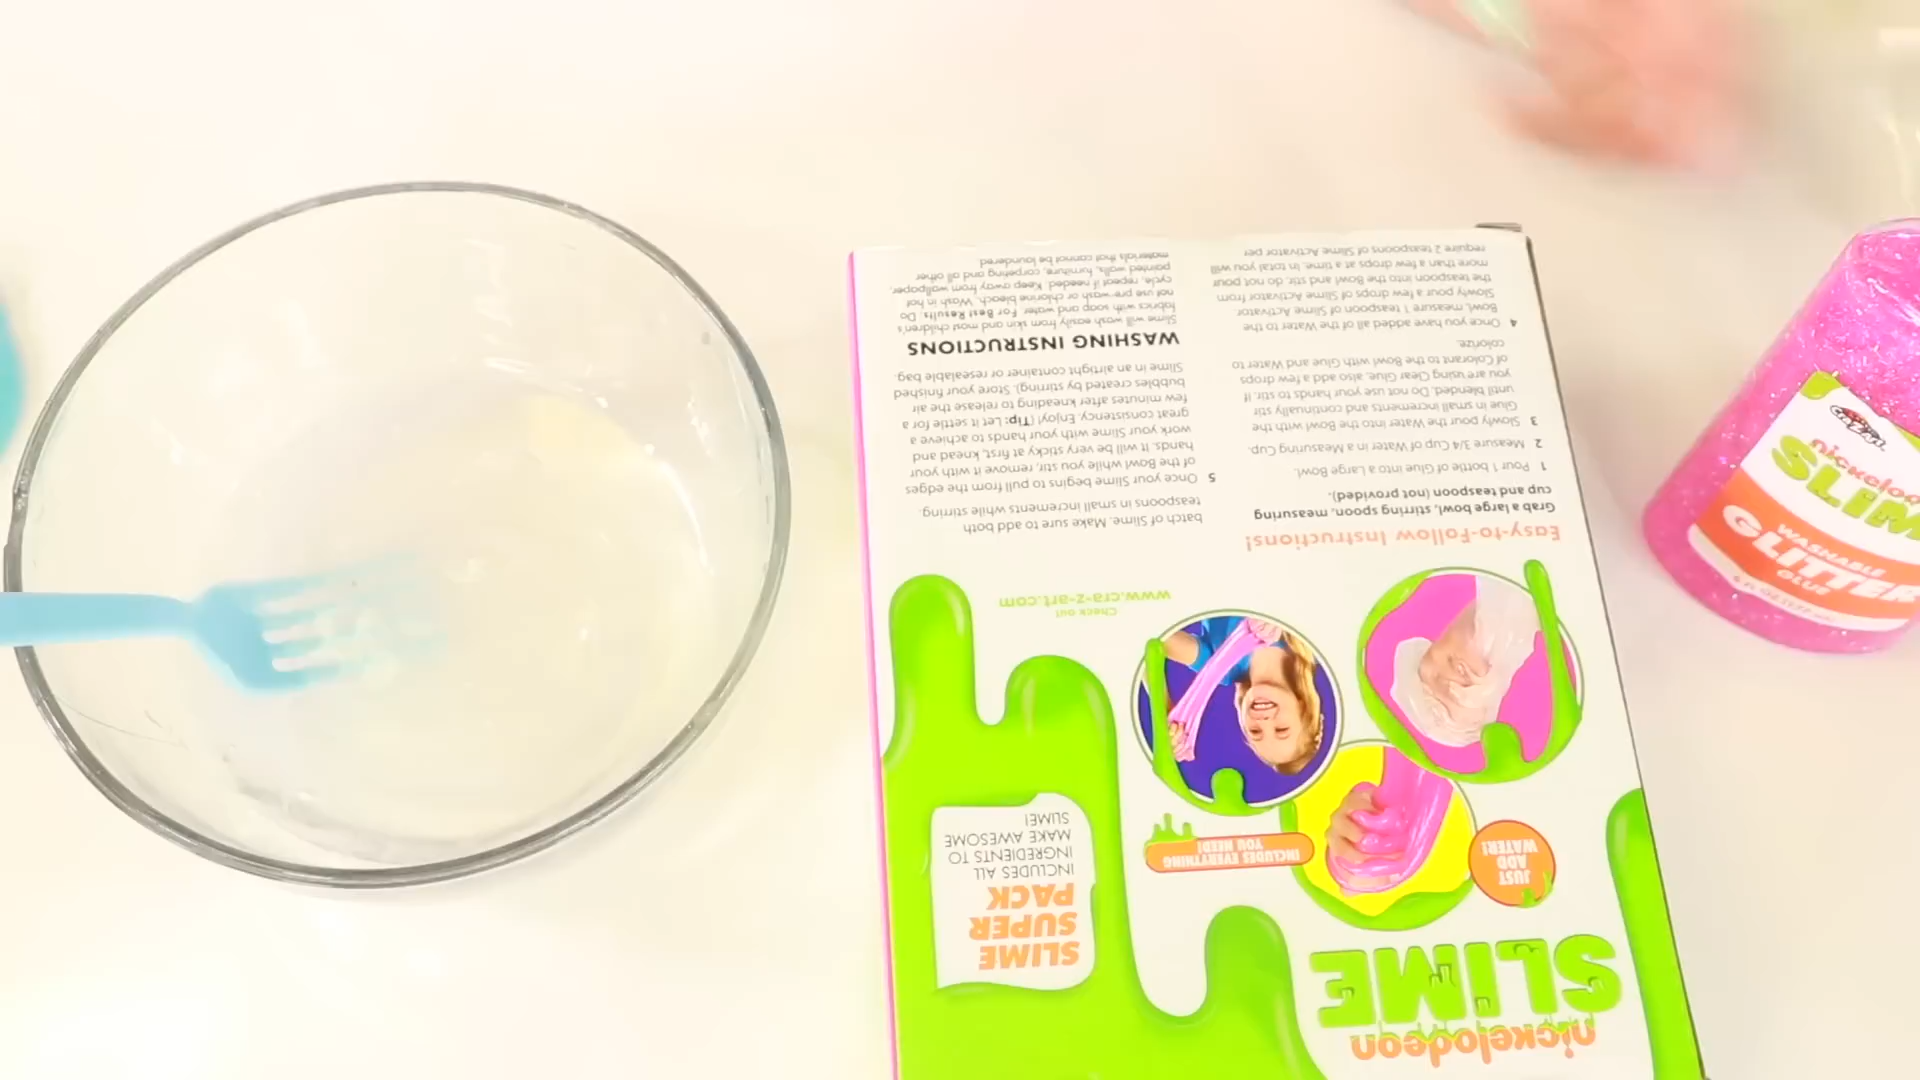 nickelodeon
SLIME
JUST
ADD
WATER!
INCLUDES EVERYTHING
YOU NEED!
SLIME
SUPER
PACK
INCLUDES ALL
INGREDIENTS TO
MAKE AWESOME
SLIME!
Check out
www.cra-z-art.com
Easy-to-Follow Instructions!
Grab a large bowl, stirring spoon, measuring
cup and teaspoon (not provided).
1 Pour 1 bottle of Glue into a Large Bowl.
2 Measure 3/4 Cup of Water in a Measuring Cup.
3 Slowly pour the Water into the Bowl with the
Glue in small increments and continually stir
until blended. Do not use your hands to stir. If
you are using Clear Glue, also add a few drops
of Colorant to the Bowl with Glue and Water to
colorize.
4 Once you have added all of the Water to the
Bowl, measure 1 teaspoon of Slime Activator.
Slowly pour a few drops of Slime Activator from
the teaspoon into the Bowl and stir, do not pour
more than a few drops at a time. In total you will
require 2 teaspoons of Slime Activator per
batch of Slime. Make sure to add both
teaspoons in small increments while stirring.
5 Once your Slime begins to pull from the edges
of the Bowl while you stir, remove it with your
hands. It will be very sticky at first, knead and
work your Slime with your hands to achieve a
great consistency. Enjoy! (Tip: Let it settle for a
few minutes after kneading to release the air
bubbles created by stirring). Store your finished
Slime in an airtight container or resealable bag.
WASHING INSTRUCTIONS
Slime will wash easily from skin and most children's
fabrics with soap and water. For Best Results: Do
not use pre-wash or chlorine bleach. Wash in hot
cycle, repeat if needed. Keep away from wallpaper,
painted walls, furniture, carpeting and all other
materials that cannot be laundered.
CRA Z ART
nickelo
SLIM
WASHABLE
GLITTER
GLUE